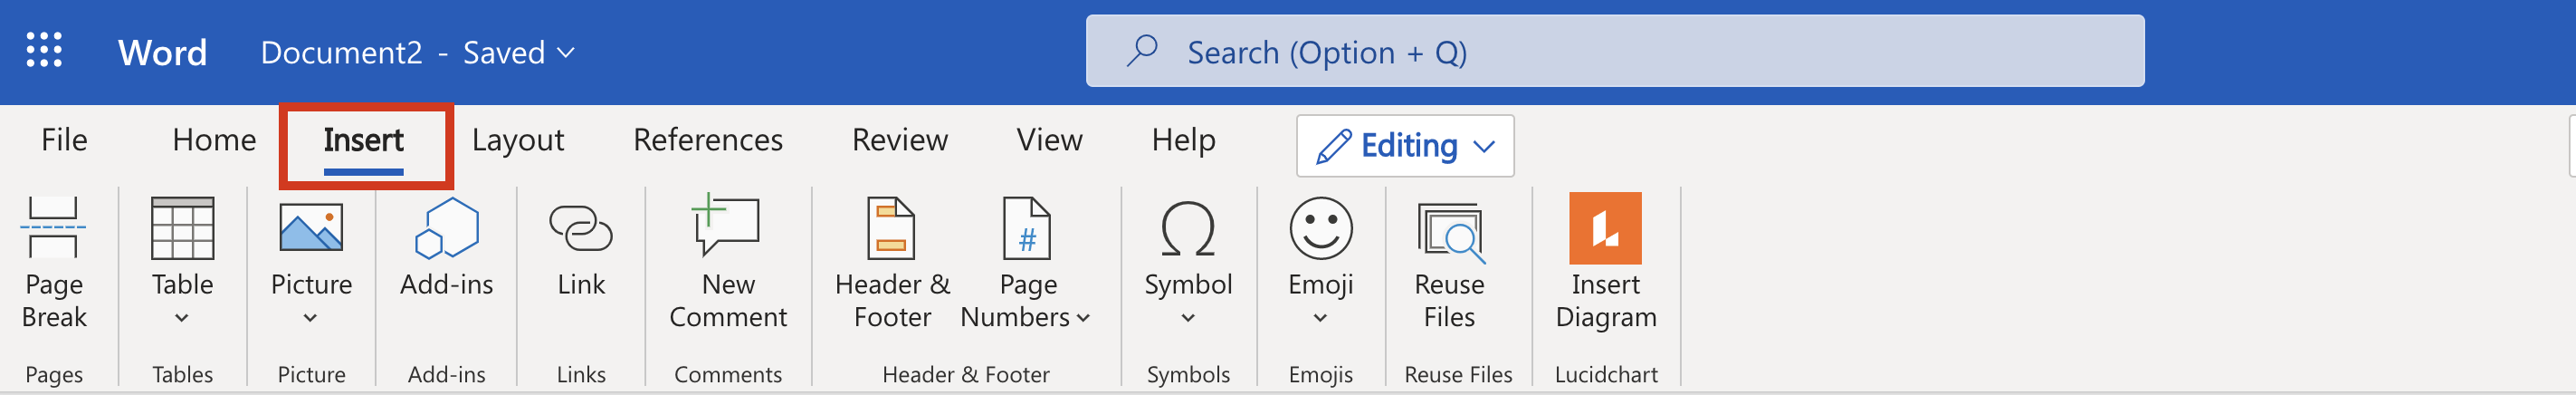 Word Document2 - Saved Search (Option + Q)
File Home Insert Layout References Review View Help Editing
Page Break
Table
Picture
Add-ins
Link
New Comment
Header & Footer
# Page Numbers
Symbol
Emoji
Reuse Files
Insert Diagram
Pages Tables Picture Add-ins Links Comments Header & Footer Symbols Emojis Reuse Files Lucidchart